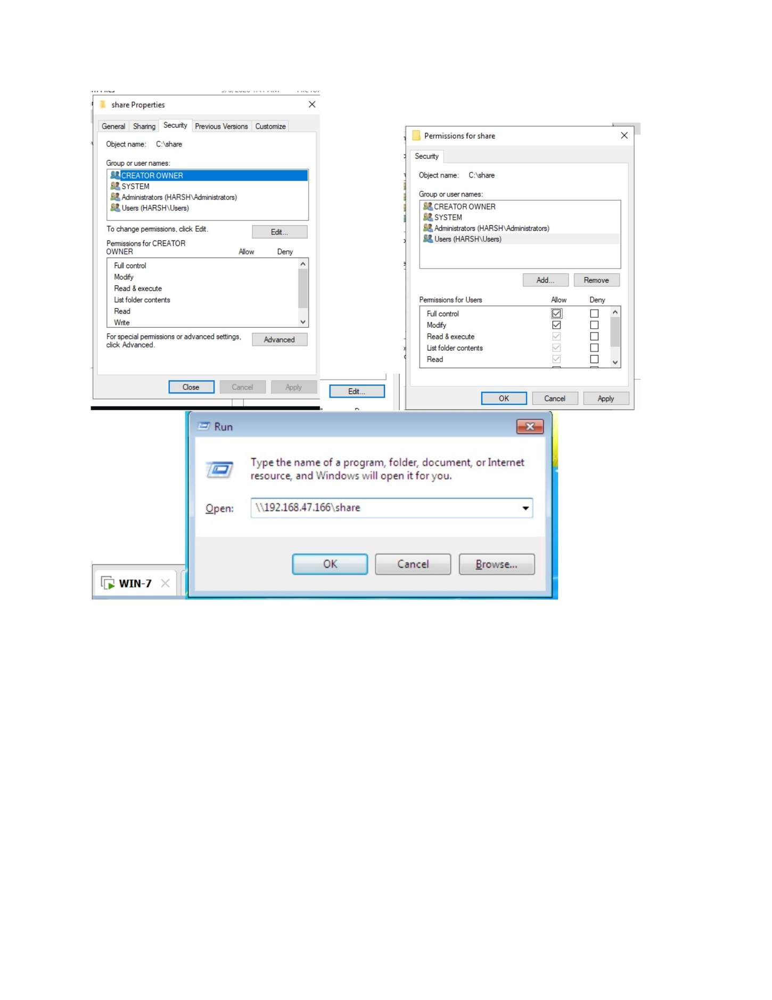 share Properties
General Sharing Security Previous Versions Customize
Object name: C:\share
Group or user names:
CREATOR OWNER
SYSTEM
Administrators (HARSH\Administrators)
Users (HARSH\Users)
To change permissions, click Edit.
Edit...
Permissions for CREATOR
OWNER Allow Deny
Full control
Modify
Read & execute
List folder contents
Read
Write
For special permissions or advanced settings,
click Advanced.
Advanced
Close Cancel Apply
Edit...
Permissions for share
Security
Object name: C:\share
Group or user names:
CREATOR OWNER
SYSTEM
Administrators (HARSH\Administrators)
Users (HARSH\Users)
Add... Remove
Permissions for Users Allow Deny
Full control
Modify
Read & execute
List folder contents
Read
OK Cancel Apply
Run
Type the name of a program, folder, document, or Internet
resource, and Windows will open it for you.
Open: \\192.168.47.166\share
OK Cancel Browse...
WIN-7